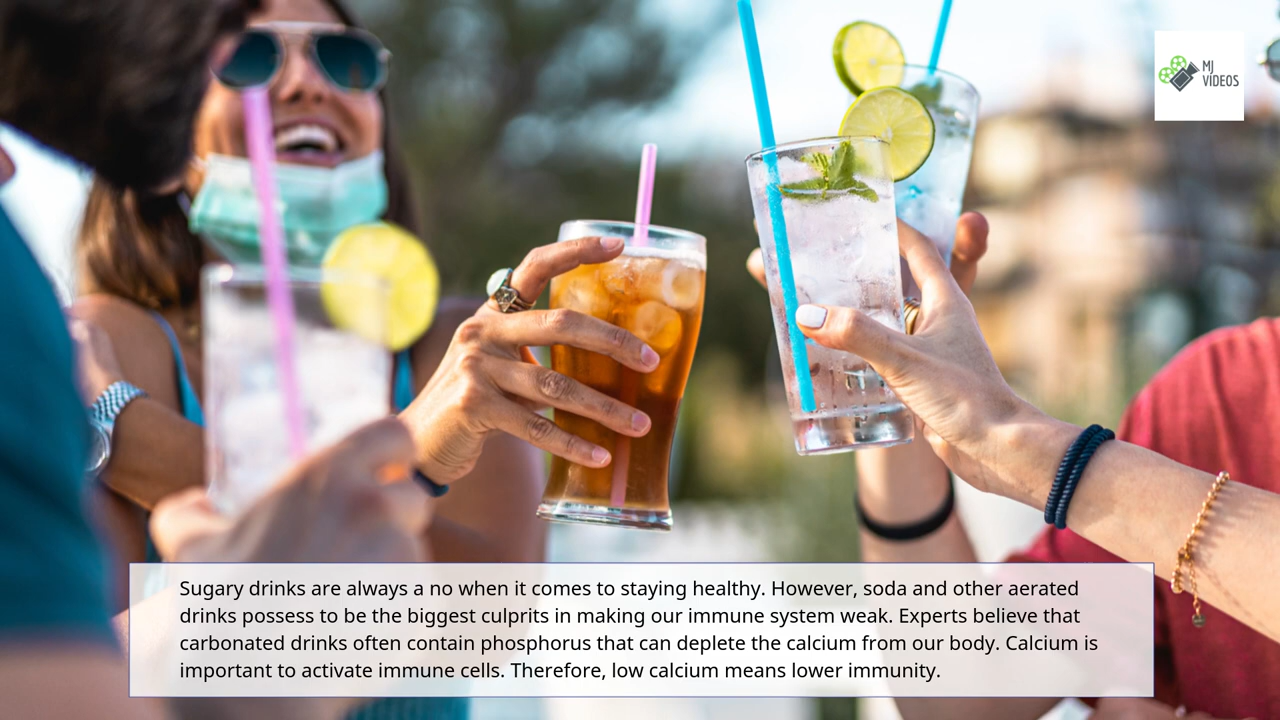 MJ
VIDEOS
Sugary drinks are always a no when it comes to staying healthy. However, soda and other aerated
drinks possess to be the biggest culprits in making our immune system weak. Experts believe that
carbonated drinks often contain phosphorus that can deplete the calcium from our body. Calcium is
important to activate immune cells. Therefore, low calcium means lower immunity.